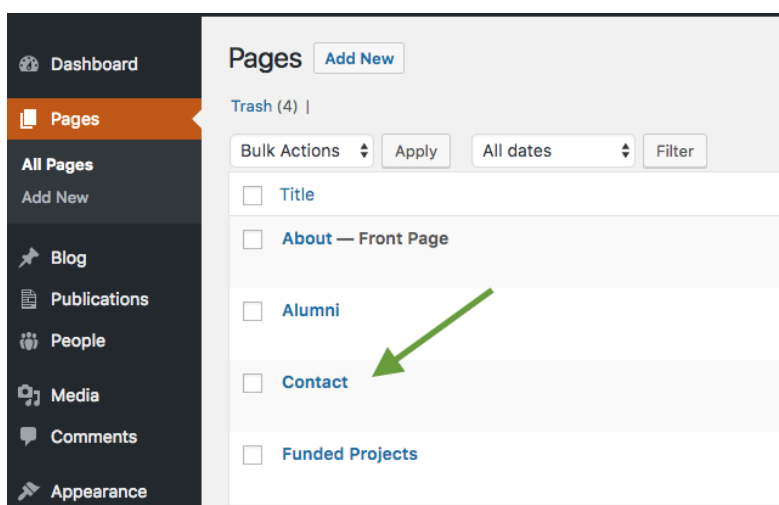 Dashboard
Pages
All Pages
Add New
Blog
Publications
People
Media
Comments
Appearance
Pages Add New
Trash (4) |
Bulk Actions Apply All dates Filter
Title
About — Front Page
Alumni
Contact
Funded Projects